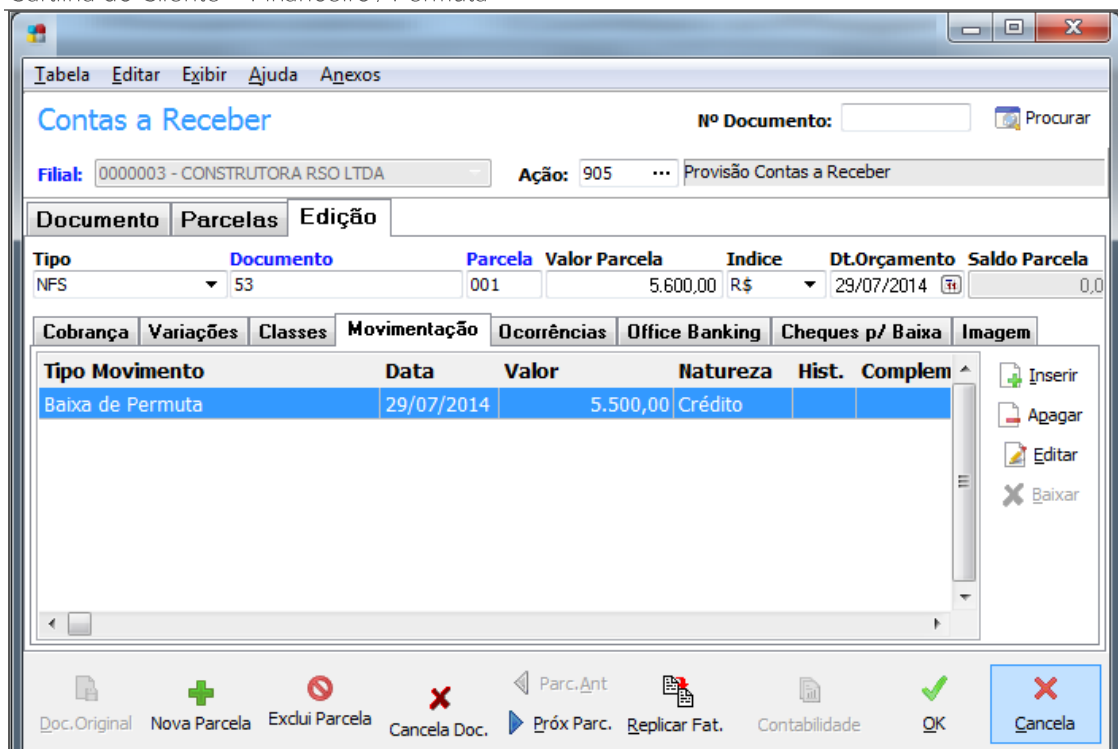 Cartilha do Cliente – Financeiro / Permuta
Tabela Editar Exibir Ajuda Anexos
Contas a Receber Nº Documento: Procurar
Filial: 0000003 - CONSTRUTORA RSO LTDA Ação: 905 ... Provisão Contas a Receber
Documento Parcelas Edição
Tipo Documento Parcela Valor Parcela Indice Dt.Orçamento Saldo Parcela
NFS 53 001 5.600,00 R$ 29/07/2014 0,0
Cobrança Variações Classes Movimentação Ocorrências Office Banking Cheques p/ Baixa Imagem
Tipo Movimento Data Valor Natureza Hist. Complem
Baixa de Permuta 29/07/2014 5.500,00 Crédito
Inserir
Apagar
Editar
Baixar
Doc.Original Nova Parcela Exclui Parcela Cancela Doc. Parc.Ant Próx Parc. Replicar Fat. Contabilidade OK Cancela